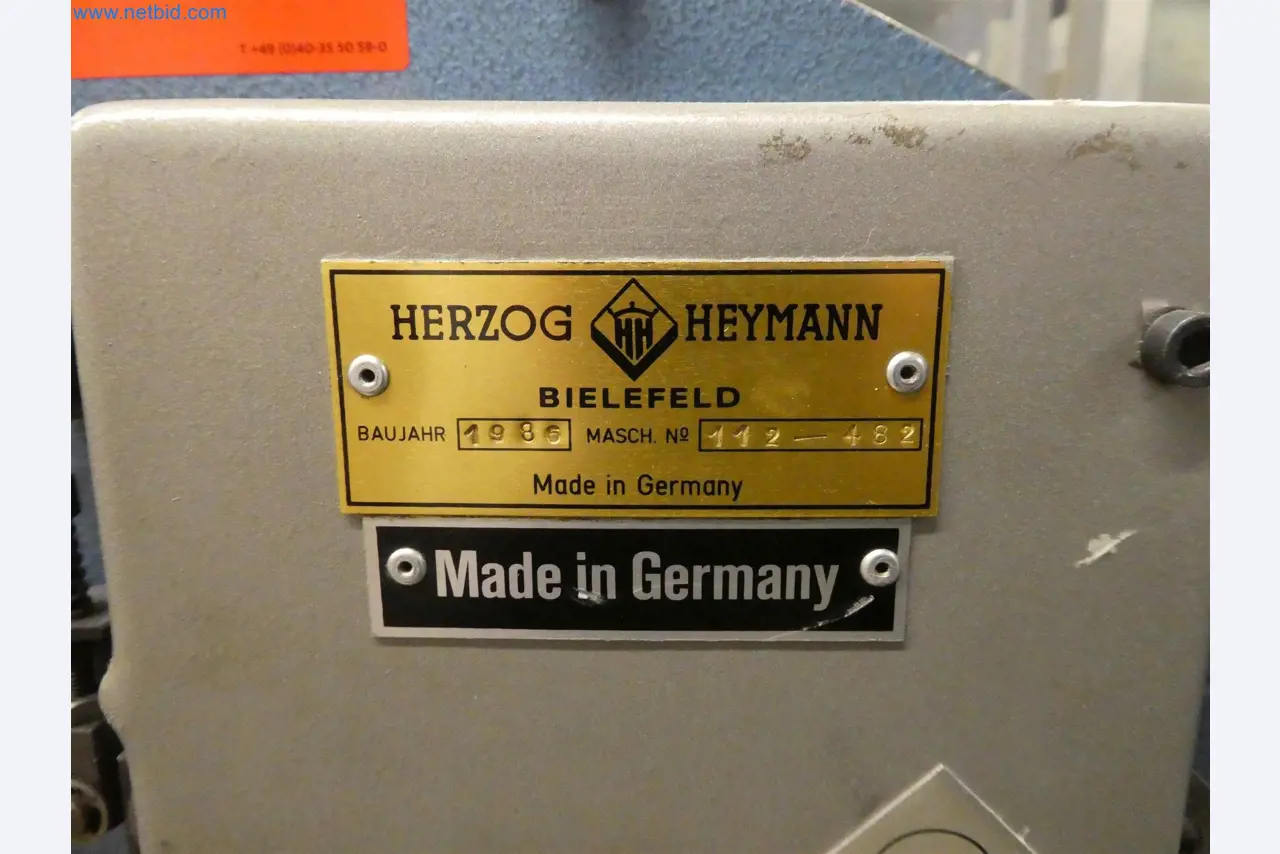 www.netbid.com
T +49 (0)40-35 50 59-0
HERZOG HH HEYMANN
BIELEFELD
BAUJAHR 1986 MASCH. Nº 112-482
Made in Germany
Made in Germany